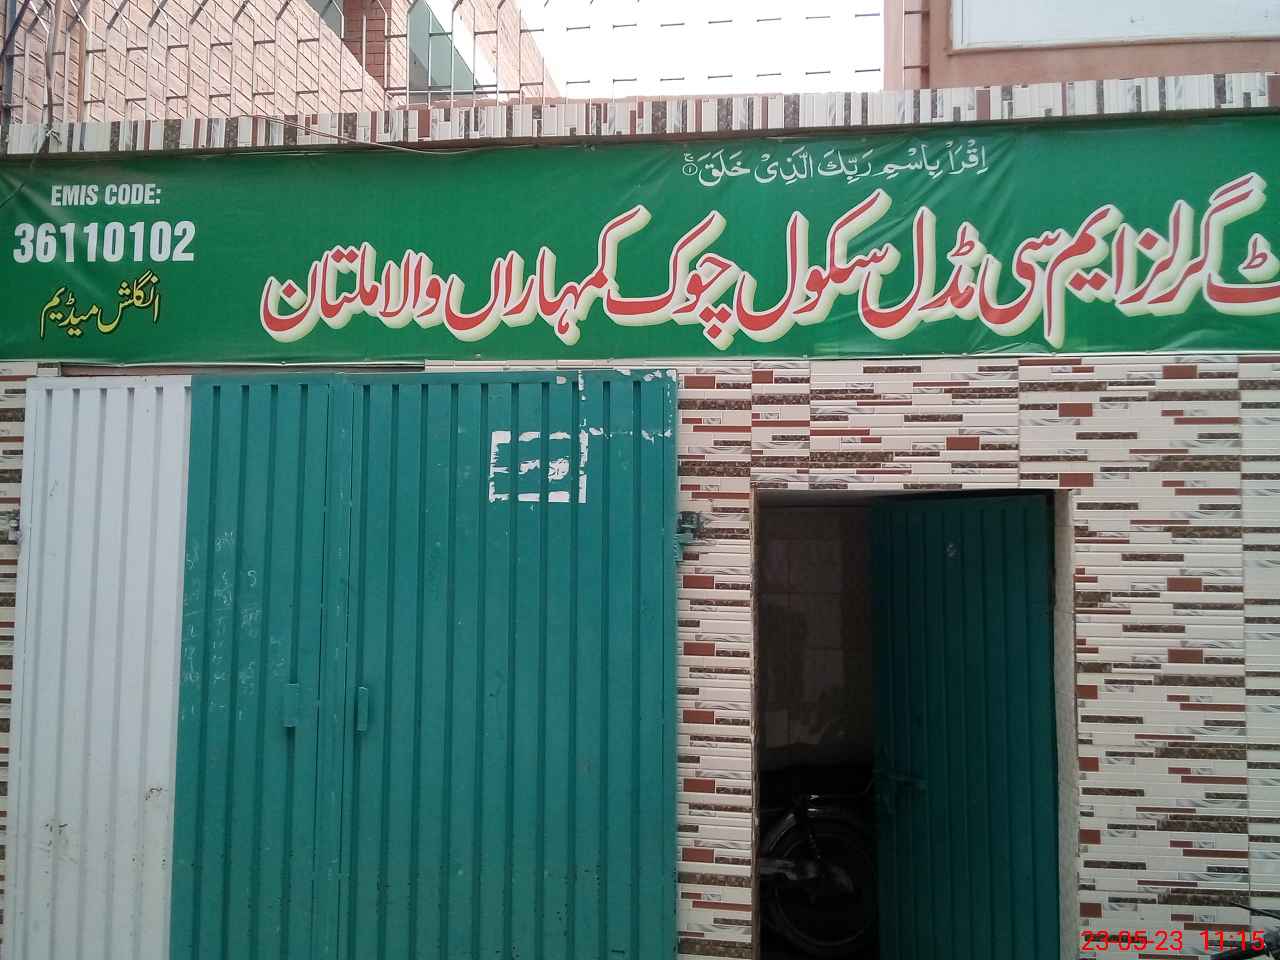 اِقْرَاْ بِاسْمِ رَبِّكَ الَّذِیْ خَلَقَ
EMIS CODE:
36110102
گرلز ایم سی مڈل سکول چوک کمہاراں والا ملتان
انگلش میڈیم
23-05-23 11:15